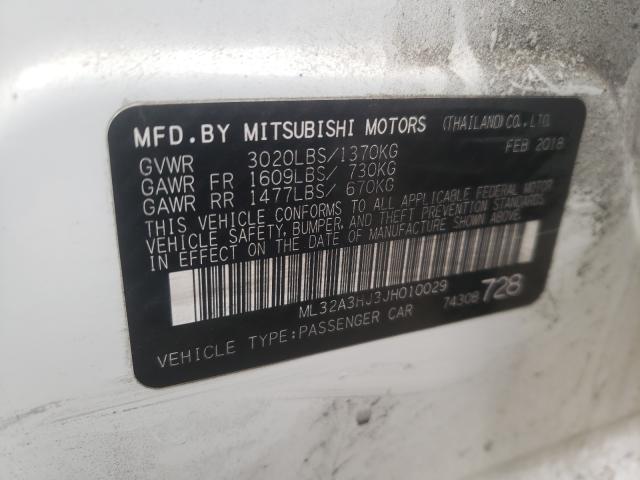 MFD. BY MITSUBISHI MOTORS (THAILAND) CO., LTD.
FEB 2018
GVWR 3020LBS/1370KG
GAWR FR 1609LBS/ 730KG
GAWR RR 1477LBS/ 670KG
THIS VEHICLE CONFORMS TO ALL APPLICABLE FEDERAL MOTOR
VEHICLE SAFETY, BUMPER, AND THEFT PREVENTION STANDARDS
IN EFFECT ON THE DATE OF MANUFACTURE SHOWN ABOVE.
ML32A3HJ3JH010029
VEHICLE TYPE:PASSENGER CAR 74308 728